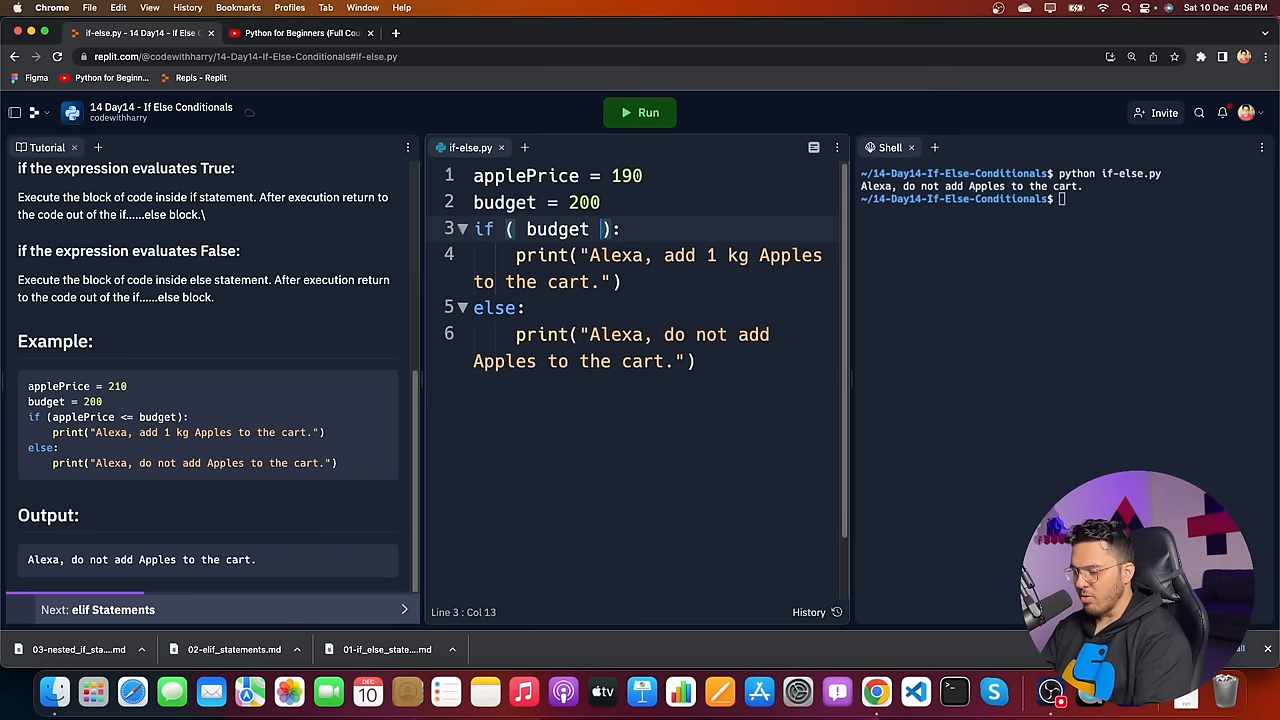 Chrome File Edit View History Bookmarks Profiles Tab Window Help Sat 10 Dec 4:06 PM
if-else.py - 14 Day14 - If Else C Python for Beginners (Full Cou
replit.com/@codewithharry/14-Day14-If-Else-Conditionals#if-else.py
Figma Python for Beginn... Repls - Replit
14 Day14 - If Else Conditionals
codewithharry
Run
Invite
Tutorial
if the expression evaluates True:
Execute the block of code inside if statement. After execution return
to the code out of the if......else block.\
if the expression evaluates False:
Execute the block of code inside else statement. After execution return
to the code out of the if......else block.
Example:
applePrice = 210
budget = 200
if (applePrice <= budget):
    print("Alexa, add 1 kg Apples to the cart.")
else:
    print("Alexa, do not add Apples to the cart.")
Output:
Alexa, do not add Apples to the cart.
Next: elif Statements
if-else.py
1 applePrice = 190
2 budget = 200
3 if ( budget ):
4     print("Alexa, add 1 kg Apples
to the cart.")
5 else:
6     print("Alexa, do not add
Apples to the cart.")
Line 3 : Col 13
History
Shell
~/14-Day14-If-Else-Conditionals$ python if-else.py
Alexa, do not add Apples to the cart.
~/14-Day14-If-Else-Conditionals$
03-nested_if_sta....md 02-elif_statements.md 01-if_else_state....md
DEC
10
tv